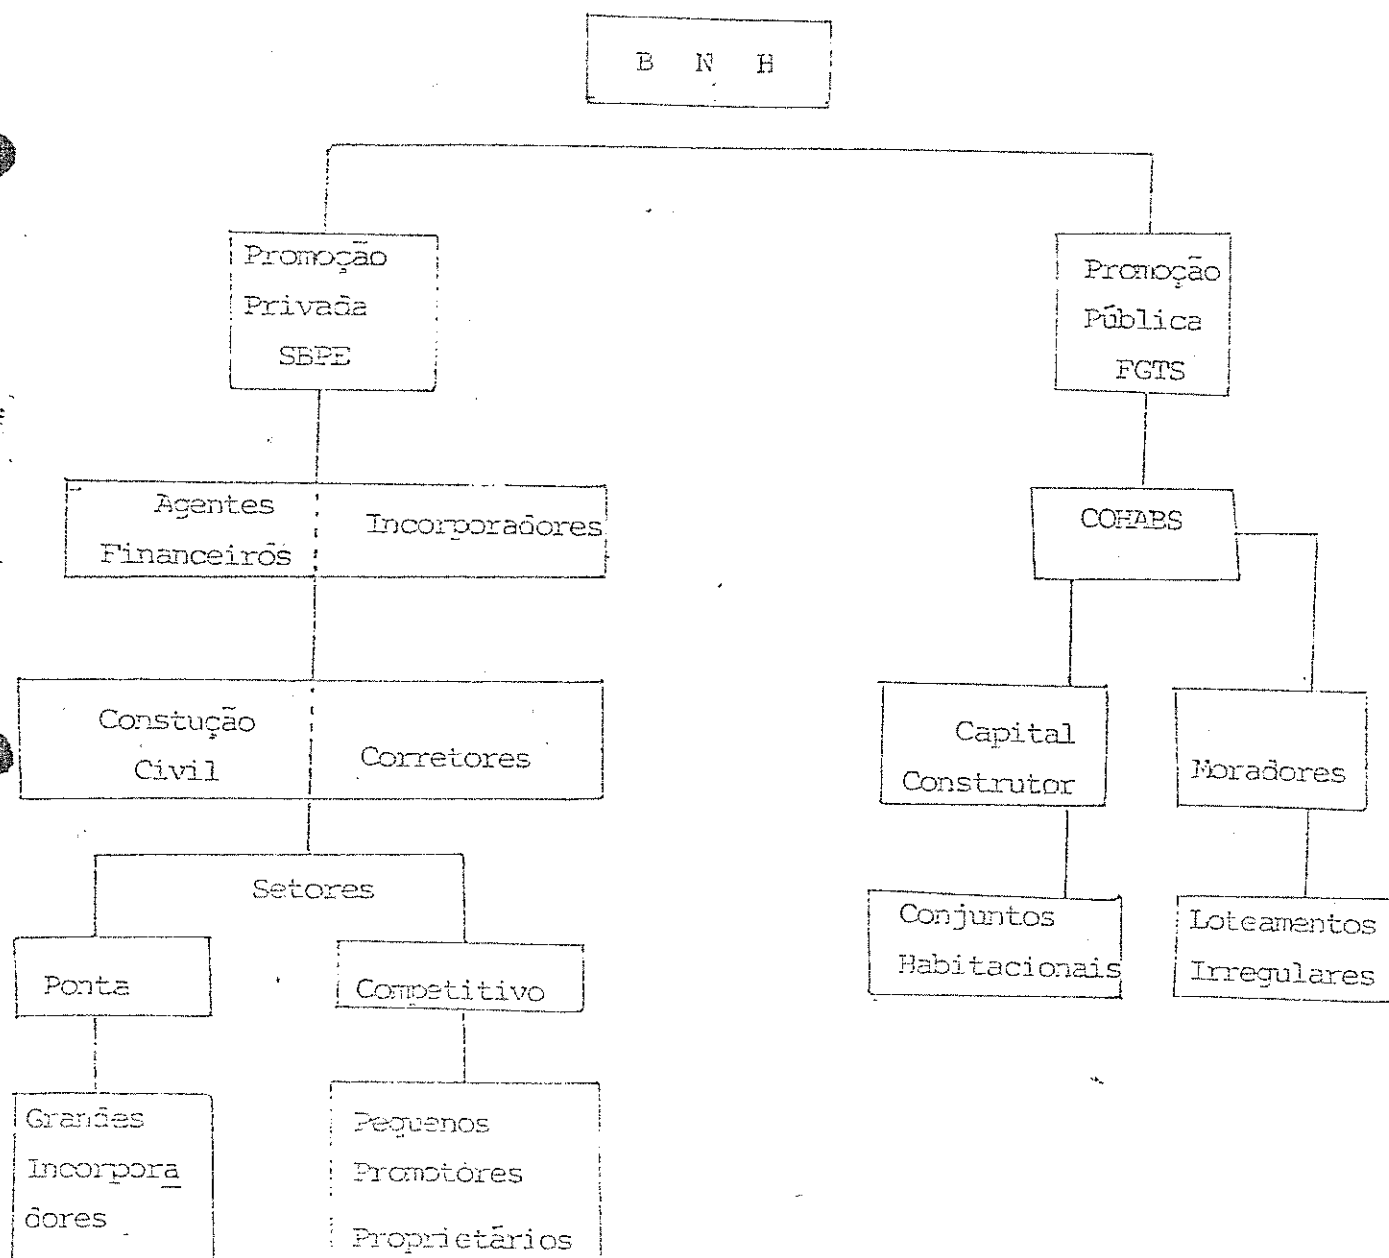 B N H
Promoção
Privada
SBPE
Promoção
Pública
FGTS
Agentes
Financeiros
Incorporadores
COHABS
Constução
Civil
Corretores
Capital
Construtor
Moradores
Setores
Conjuntos
Habitacionais
Loteamentos
Irregulares
Ponta
Competitivo
Grandes
Incorpora
dores
Pequenos
Promotóres
Proprietários